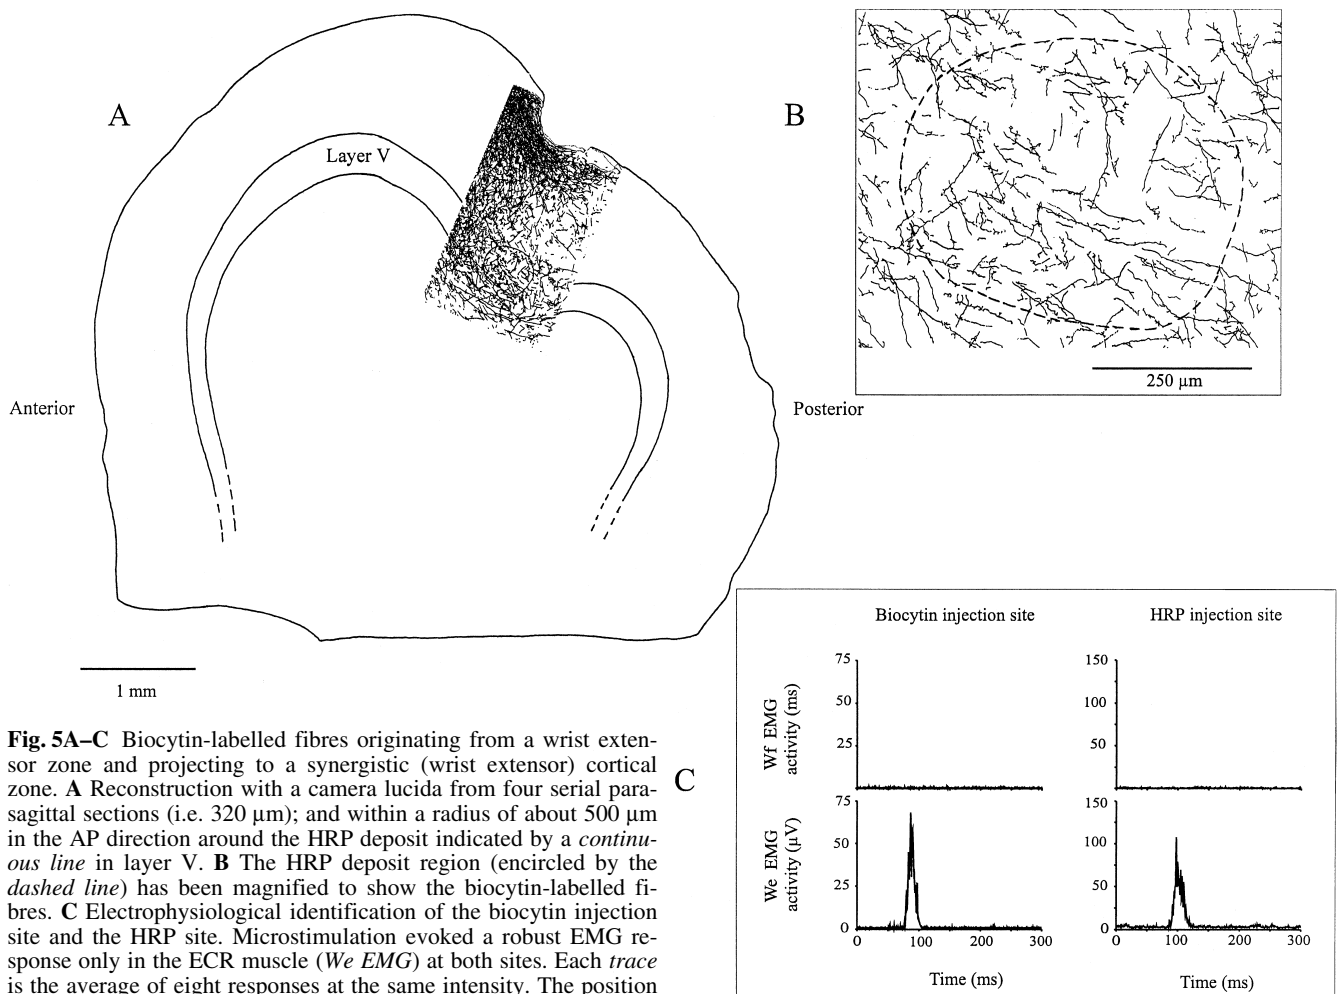 A
Layer V
Anterior
Posterior
1 mm
B
250 µm
C
Biocytin injection site
HRP injection site
Wf EMG
activity (ms)
75
50
25
150
100
50
We EMG
activity (µV)
75
50
25
0
150
100
50
0
0 100 200 300
0 100 200 300
Time (ms)
Time (ms)
Fig. 5A–C Biocytin-labelled fibres originating from a wrist exten-
sor zone and projecting to a synergistic (wrist extensor) cortical
zone. A Reconstruction with a camera lucida from four serial para-
sagittal sections (i.e. 320 µm); and within a radius of about 500 µm
in the AP direction around the HRP deposit indicated by a continu-
ous line in layer V. B The HRP deposit region (encircled by the
dashed line) has been magnified to show the biocytin-labelled fi-
bres. C Electrophysiological identification of the biocytin injection
site and the HRP site. Microstimulation evoked a robust EMG re-
sponse only in the ECR muscle (We EMG) at both sites. Each trace
is the average of eight responses at the same intensity. The position